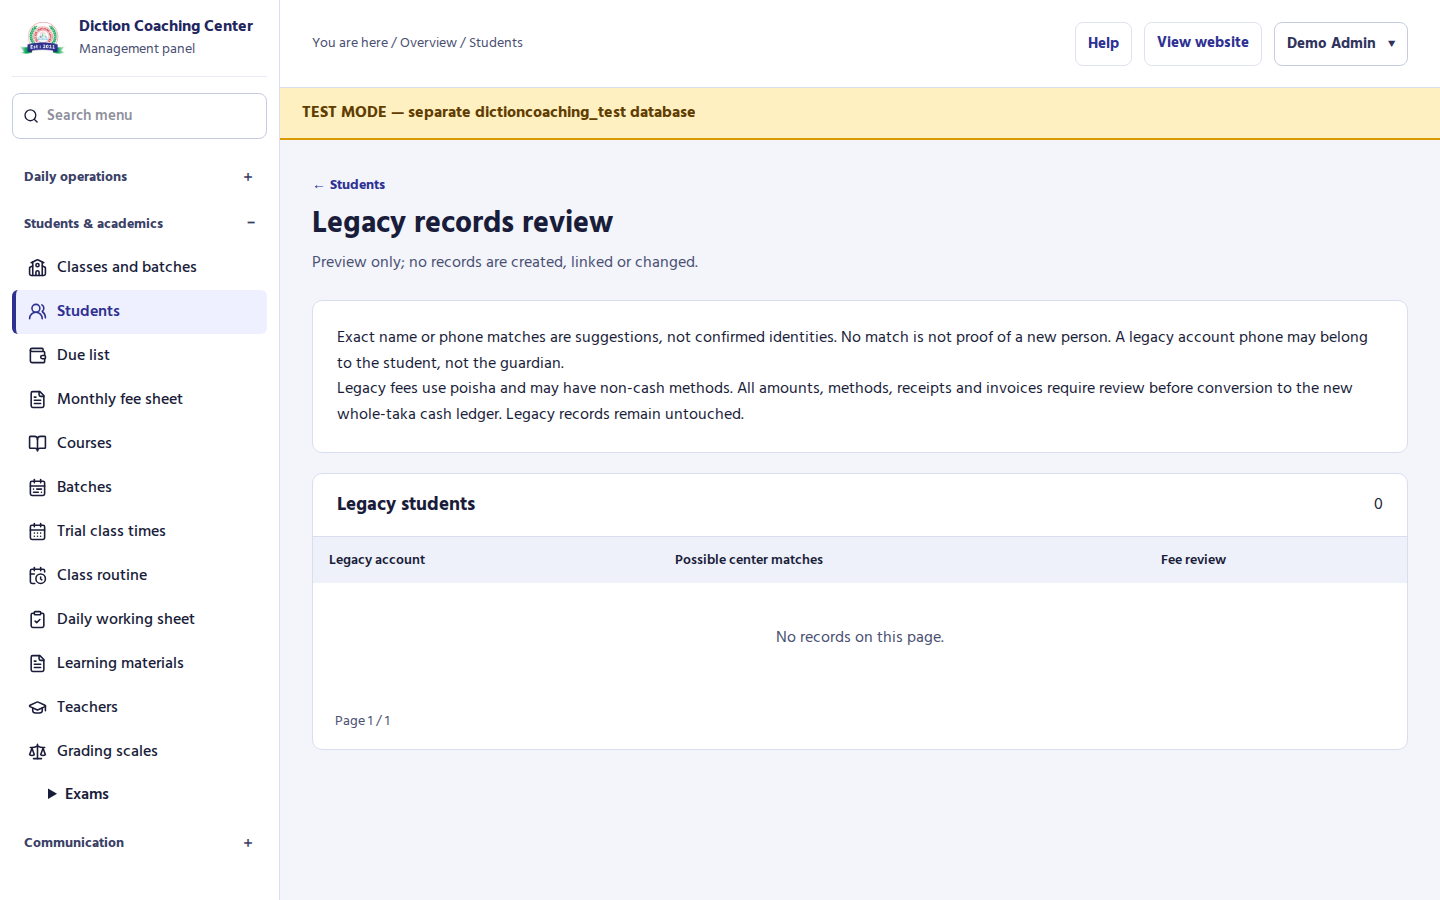 Diction Coaching Center
Management panel
Est : 2011
Search menu
Daily operations +
Students & academics −
Classes and batches
Students
Due list
Monthly fee sheet
Courses
Batches
Trial class times
Class routine
Daily working sheet
Learning materials
Teachers
Grading scales
Exams
Communication +
You are here / Overview / Students
Help
View website
Demo Admin
TEST MODE — separate dictioncoaching_test database
← Students
Legacy records review
Preview only; no records are created, linked or changed.
Exact name or phone matches are suggestions, not confirmed identities. No match is not proof of a new person. A legacy account phone may belong
to the student, not the guardian.
Legacy fees use poisha and may have non-cash methods. All amounts, methods, receipts and invoices require review before conversion to the new
whole-taka cash ledger. Legacy records remain untouched.
Legacy students 0
Legacy account Possible center matches Fee review
No records on this page.
Page 1 / 1